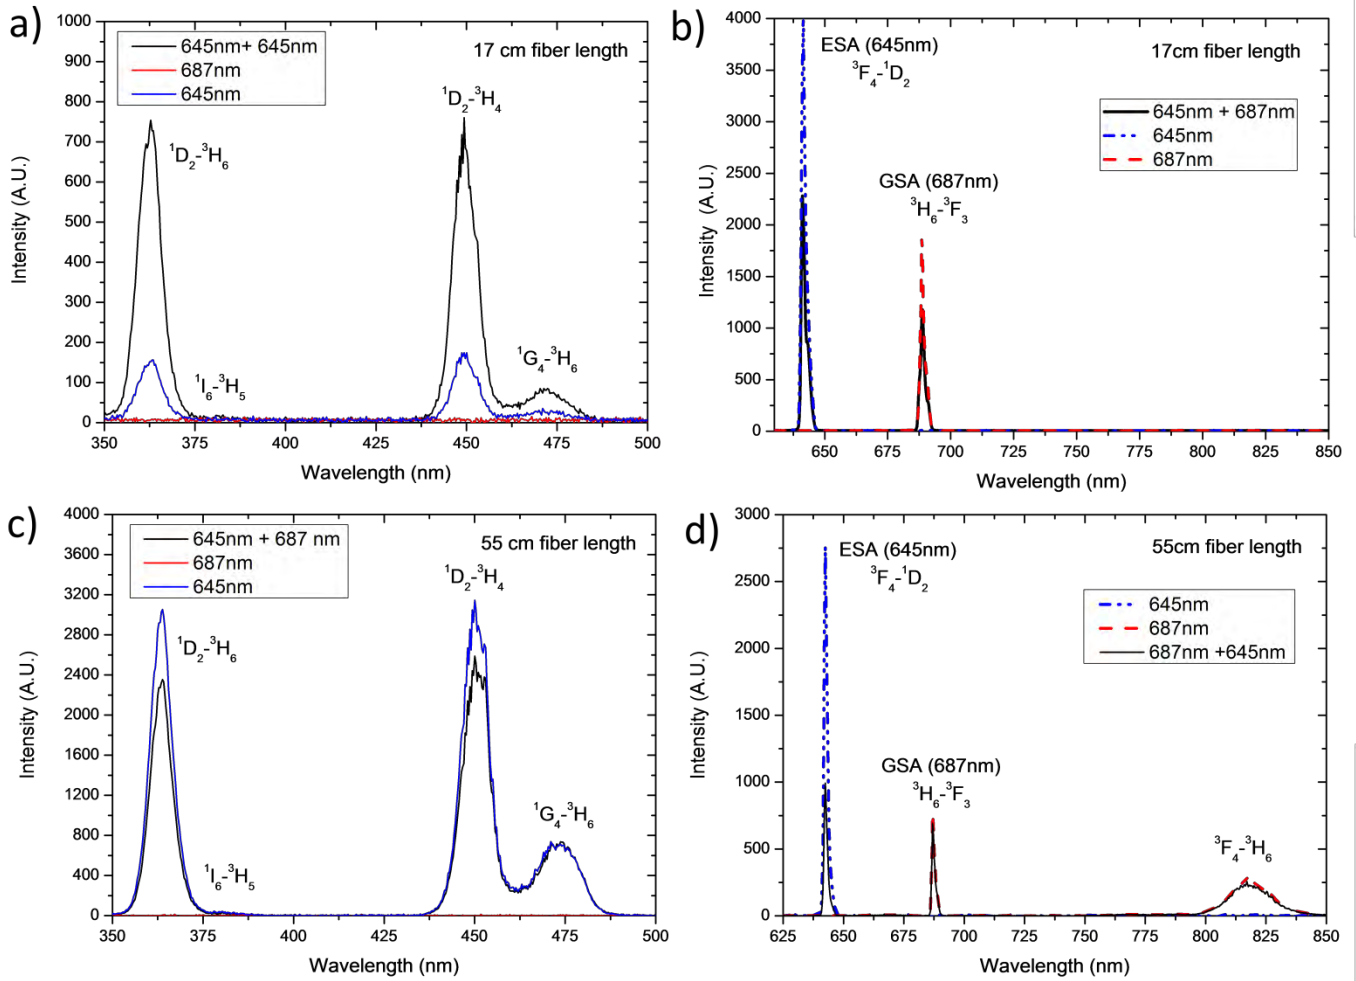 a)
1000
900
800
700
600
500
400
300
200
100
0
Intensity (A.U.)
645nm+ 645nm
687nm
645nm
17 cm fiber length
¹D₂-³H₆
¹I₆-³H₅
¹D₂-³H₄
¹G₄-³H₆
350 375 400 425 450 475 500
Wavelength (nm)
b)
4000
3500
3000
2500
2000
1500
1000
500
0
Intensity (A.U.)
ESA (645nm)
³F₄-¹D₂
17cm fiber length
645nm + 687nm
645nm
687nm
GSA (687nm)
³H₆-³F₃
650 675 700 725 750 775 800 825 850
Wavelength (nm)
c)
4000
3600
3200
2800
2400
2000
1600
1200
800
400
0
Intensity (A.U.)
645nm + 687 nm
687nm
645nm
55 cm fiber length
¹D₂-³H₄
¹D₂-³H₆
¹I₆-³H₅
¹G₄-³H₆
350 375 400 425 450 475 500
Wavelength (nm)
d)
3000
2500
2000
1500
1000
500
0
Intensity (A.U.)
ESA (645nm)
³F₄-¹D₂
55cm fiber length
645nm
687nm
687nm +645nm
GSA (687nm)
³H₆-³F₃
³F₄-³H₆
625 650 675 700 725 750 775 800 825 850
Wavelength (nm)